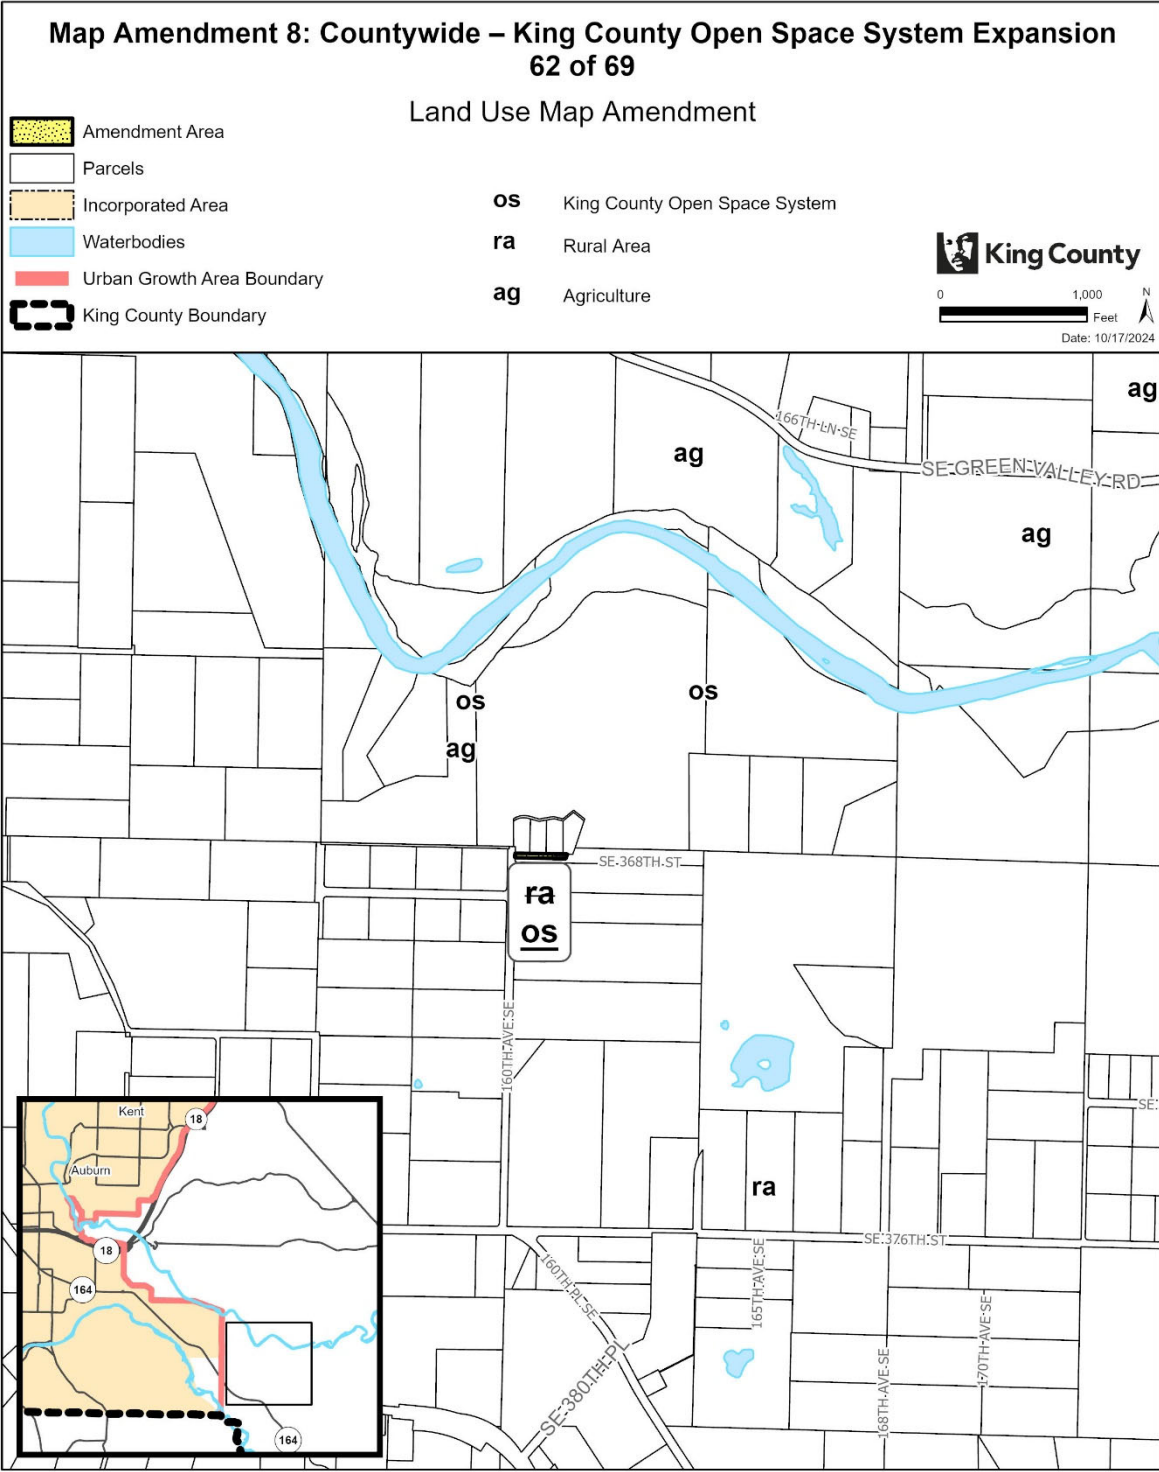 Map Amendment 8: Countywide – King County Open Space System Expansion
62 of 69
Land Use Map Amendment
Amendment Area
Parcels
Incorporated Area
Waterbodies
Urban Growth Area Boundary
King County Boundary
os King County Open Space System
ra Rural Area
ag Agriculture
King County
0 1,000
Feet
N
Date: 10/17/2024
ag
166TH LN SE
ag
SE GREEN VALLEY RD
ag
os
os
ag
SE 368TH ST
ra
os
160TH AVE SE
SE
ra
SE 376TH ST
160TH PL SE
165TH AVE SE
170TH AVE SE
168TH AVE SE
SE 380TH PL
Kent
18
Auburn
18
164
164